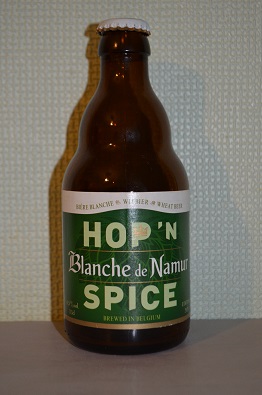 BIÈRE BLANCHE WITBIER WHEAT BEER
HOP 'N
Blanche de Namur
SPICE
BREWED IN BELGIUM